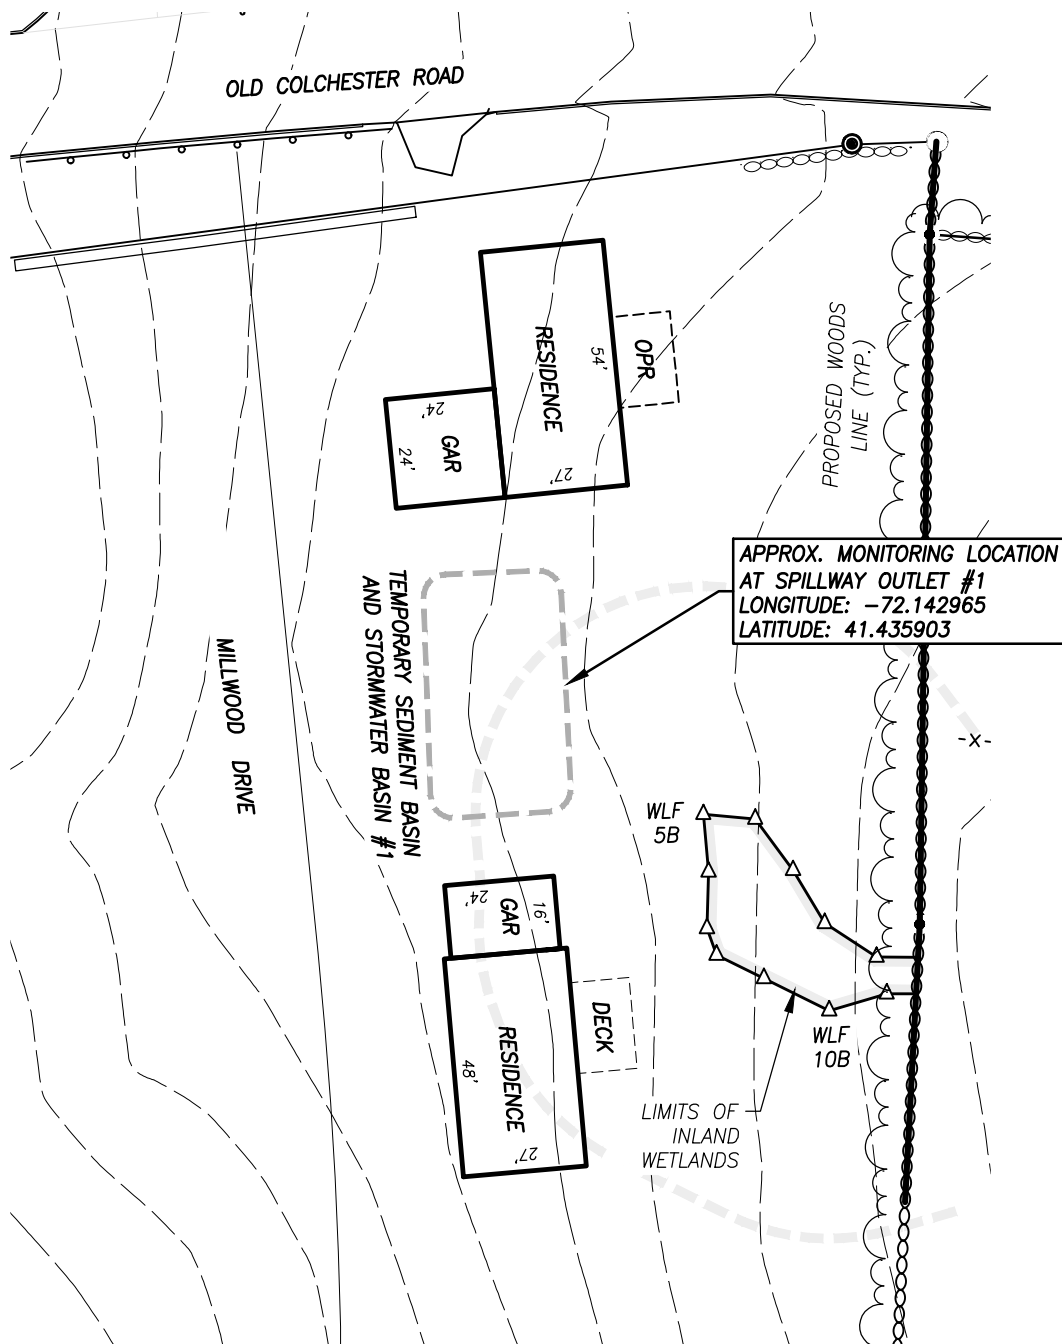 OLD COLCHESTER ROAD
RESIDENCE
54'
27'
OPR
24'
24'
GAR
PROPOSED WOODS
LINE (TYP.)
APPROX. MONITORING LOCATION
AT SPILLWAY OUTLET #1
LONGITUDE: -72.142965
LATITUDE: 41.435903
TEMPORARY SEDIMENT BASIN
AND STORMWATER BASIN #1
MILLWOOD DRIVE
-X-
WLF
5B
24'
GAR
16'
RESIDENCE
48'
27'
DECK
WLF
10B
LIMITS OF
INLAND
WETLANDS